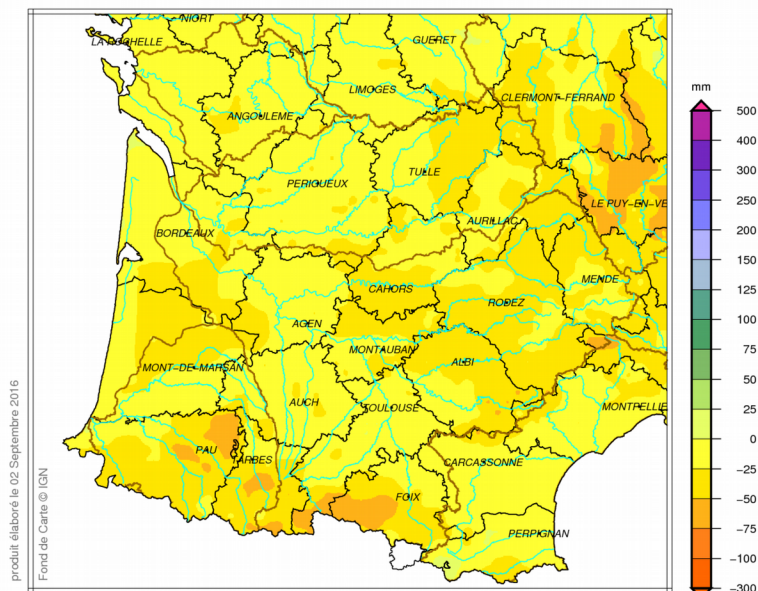 NIORT
LA ROCHELLE
GUERET
LIMOGES
CLERMONT-FERRAND
ANGOULEME
TULLE
PERIGUEUX
LE PUY-EN-VE
AURILLAC
BORDEAUX
MENDE
CAHORS
RODEZ
AGEN
MONTAUBAN
ALBI
MONT-DE-MARSAN
AUCH
TOULOUSE
MONTPELLIE
PAU
TARBES
CARCASSONNE
FOIX
PERPIGNAN
mm
500
400
300
250
200
150
125
100
75
50
25
0
−25
−50
−75
−100
−300
produit élaboré le 02 Septembre 2016
Fond de Carte © IGN